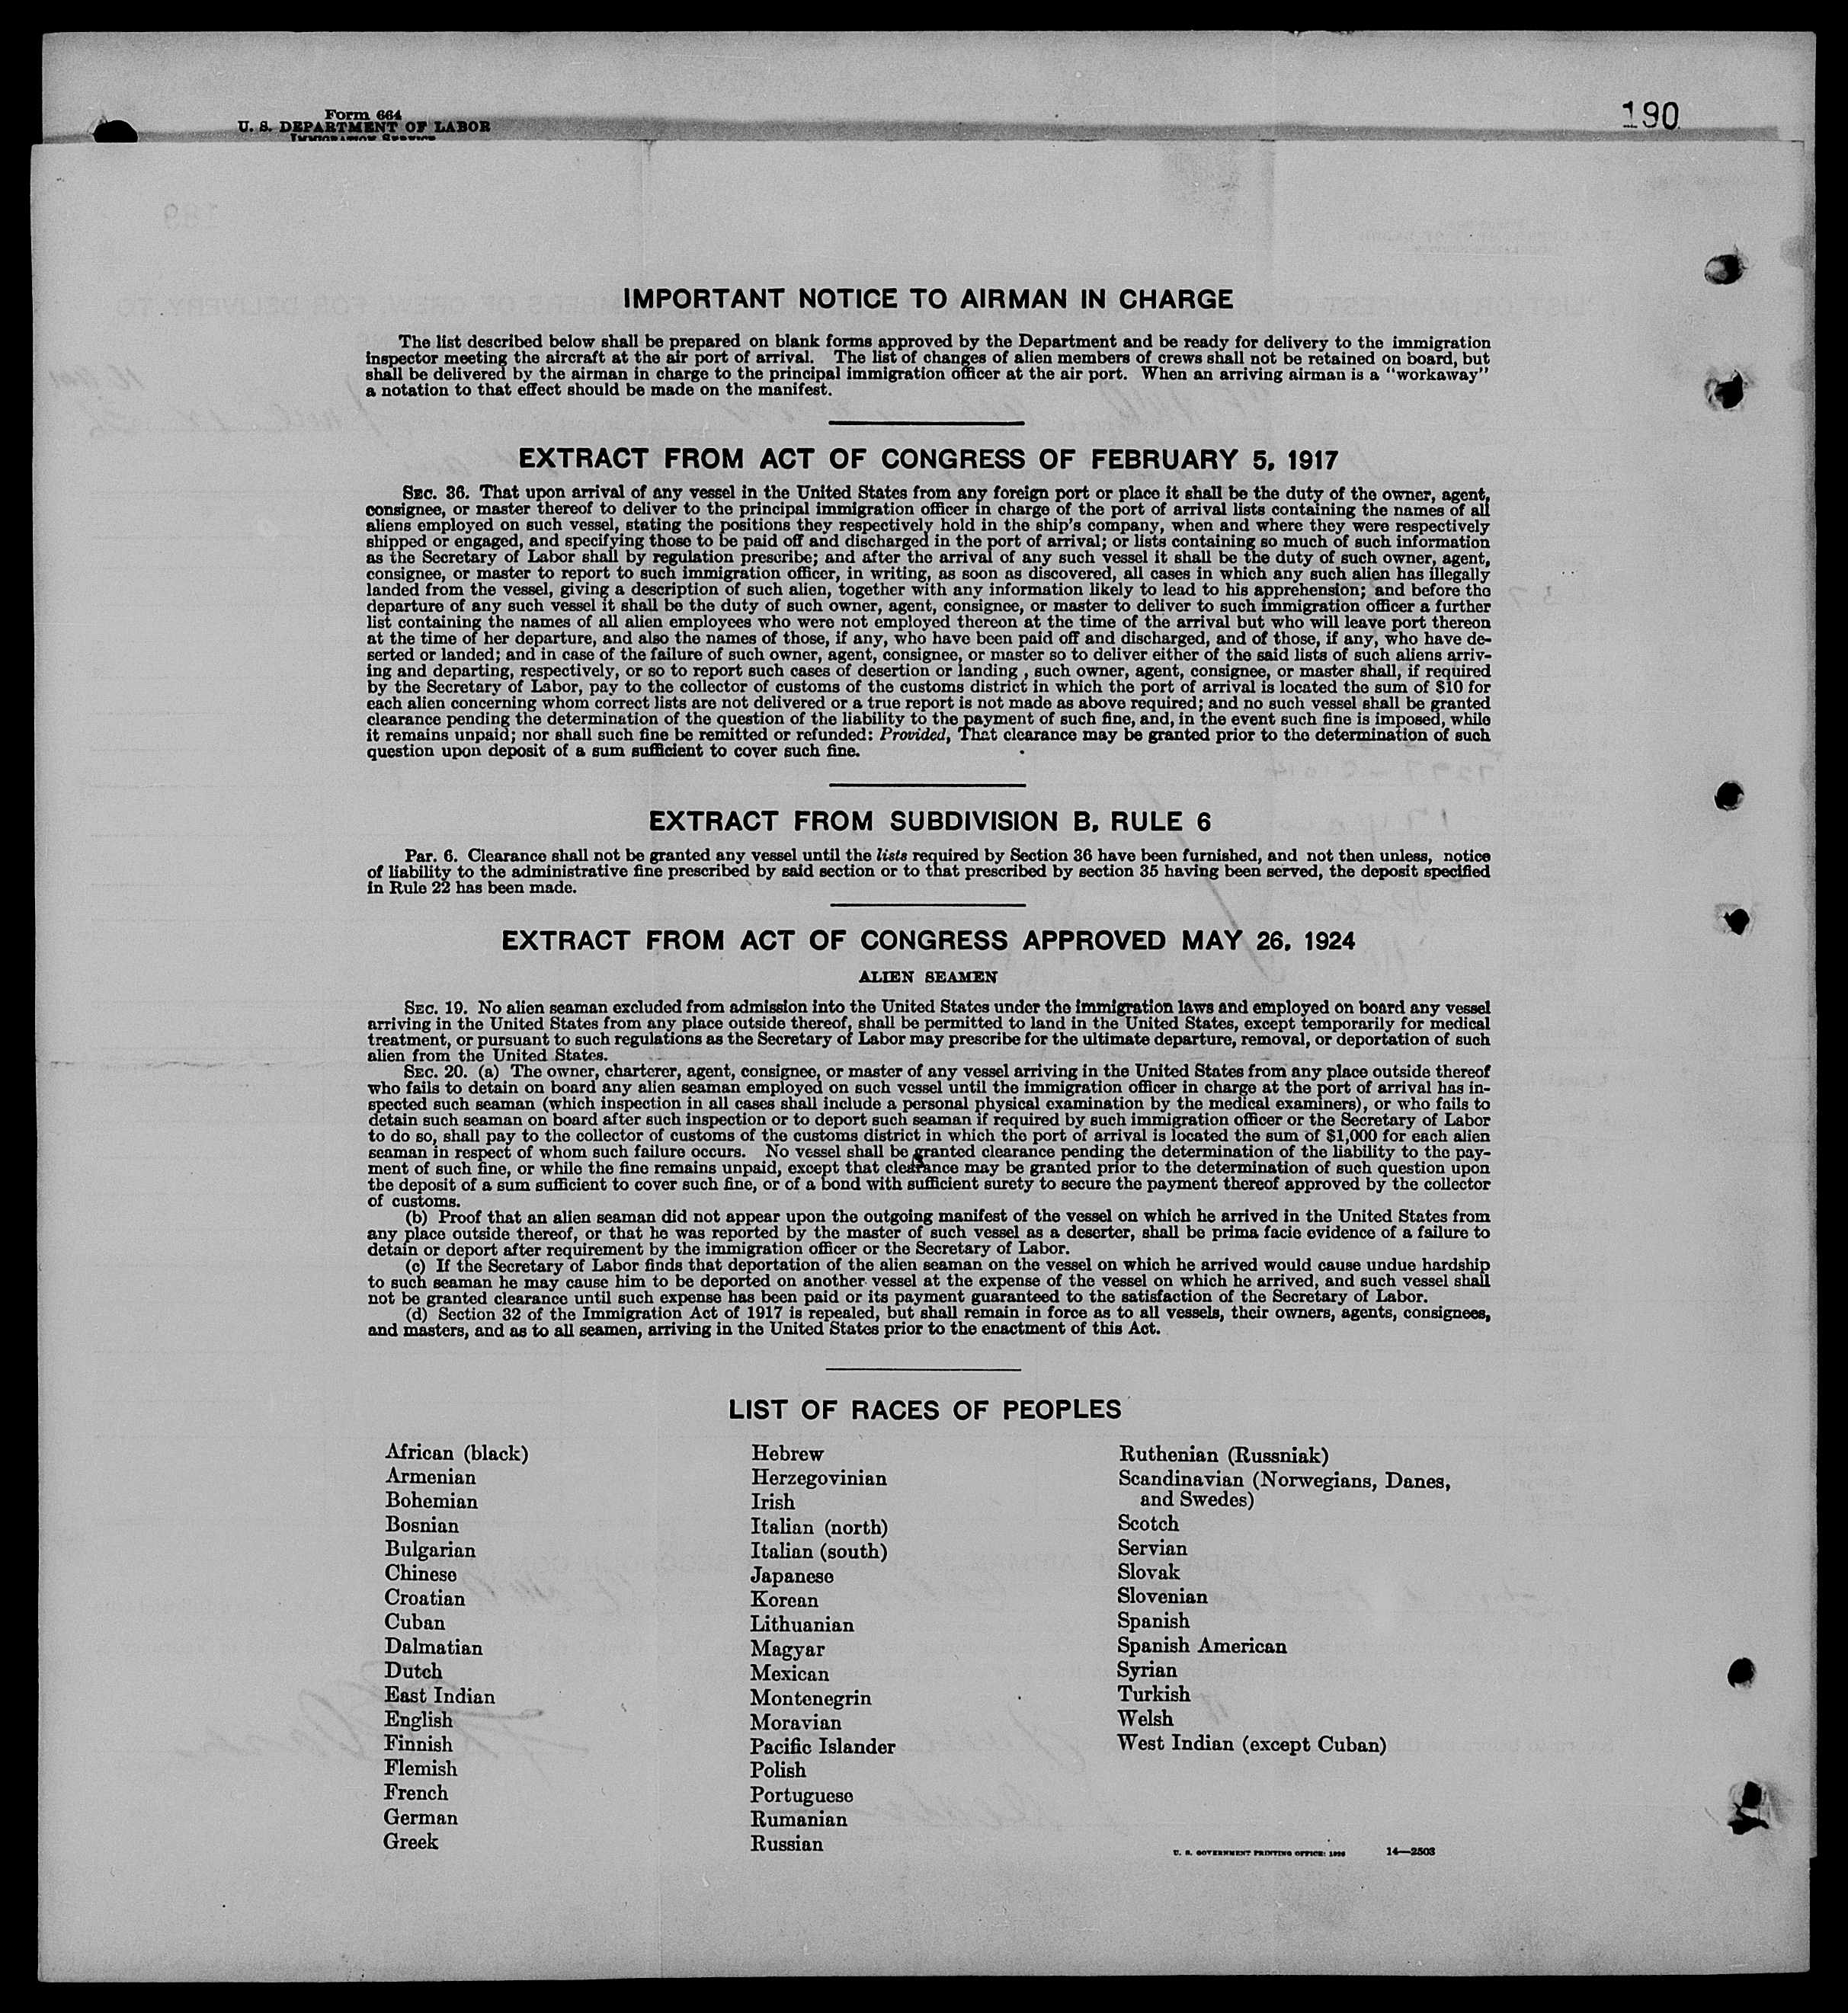 Form 664
U. S. DEPARTMENT OF LABOR
IMMIGRATION SERVICE
190
IMPORTANT NOTICE TO AIRMAN IN CHARGE
The list described below shall be prepared on blank forms approved by the Department and be ready for delivery to the immigration
inspector meeting the aircraft at the air port of arrival. The list of changes of alien members of crews shall not be retained on board, but
shall be delivered by the airman in charge to the principal immigration officer at the air port. When an arriving airman is a "workaway"
a notation to that effect should be made on the manifest.
EXTRACT FROM ACT OF CONGRESS OF FEBRUARY 5, 1917
SEC. 36. That upon arrival of any vessel in the United States from any foreign port or place it shall be the duty of the owner, agent,
consignee, or master thereof to deliver to the principal immigration officer in charge of the port of arrival lists containing the names of all
aliens employed on such vessel, stating the positions they respectively hold in the ship's company, when and where they were respectively
shipped or engaged, and specifying those to be paid off and discharged in the port of arrival; or lists containing so much of such information
as the Secretary of Labor shall by regulation prescribe; and after the arrival of any such vessel it shall be the duty of such owner, agent,
consignee, or master to report to such immigration officer, in writing, as soon as discovered, all cases in which any such alien has illegally
landed from the vessel, giving a description of such alien, together with any information likely to lead to his apprehension; and before the
departure of any such vessel it shall be the duty of such owner, agent, consignee, or master to deliver to such immigration officer a further
list containing the names of all alien employees who were not employed thereon at the time of the arrival but who will leave port thereon
at the time of her departure, and also the names of those, if any, who have been paid off and discharged, and of those, if any, who have de-
serted or landed; and in case of the failure of such owner, agent, consignee, or master so to deliver either of the said lists of such aliens arriv-
ing and departing, respectively, or so to report such cases of desertion or landing , such owner, agent, consignee, or master shall, if required
by the Secretary of Labor, pay to the collector of customs of the customs district in which the port of arrival is located the sum of $10 for
each alien concerning whom correct lists are not delivered or a true report is not made as above required; and no such vessel shall be granted
clearance pending the determination of the question of the liability to the payment of such fine, and, in the event such fine is imposed, while
it remains unpaid; nor shall such fine be remitted or refunded: Provided, That clearance may be granted prior to the determination of such
question upon deposit of a sum sufficient to cover such fine.
EXTRACT FROM SUBDIVISION B, RULE 6
Par. 6. Clearance shall not be granted any vessel until the lists required by Section 36 have been furnished, and not then unless, notice
of liability to the administrative fine prescribed by said section or to that prescribed by section 35 having been served, the deposit specified
in Rule 22 has been made.
EXTRACT FROM ACT OF CONGRESS APPROVED MAY 26, 1924
ALIEN SEAMEN
SEC. 19. No alien seaman excluded from admission into the United States under the immigration laws and employed on board any vessel
arriving in the United States from any place outside thereof, shall be permitted to land in the United States, except temporarily for medical
treatment, or pursuant to such regulations as the Secretary of Labor may prescribe for the ultimate departure, removal, or deportation of such
alien from the United States.
SEC. 20. (a) The owner, charterer, agent, consignee, or master of any vessel arriving in the United States from any place outside thereof
who fails to detain on board any alien seaman employed on such vessel until the immigration officer in charge at the port of arrival has in-
spected such seaman (which inspection in all cases shall include a personal physical examination by the medical examiners), or who fails to
detain such seaman on board after such inspection or to deport such seaman if required by such immigration officer or the Secretary of Labor
to do so, shall pay to the collector of customs of the customs district in which the port of arrival is located the sum of $1,000 for each alien
seaman in respect of whom such failure occurs. No vessel shall be granted clearance pending the determination of the liability to the pay-
ment of such fine, or while the fine remains unpaid, except that clearance may be granted prior to the determination of such question upon
the deposit of a sum sufficient to cover such fine, or of a bond with sufficient surety to secure the payment thereof approved by the collector
of customs.
(b) Proof that an alien seaman did not appear upon the outgoing manifest of the vessel on which he arrived in the United States from
any place outside thereof, or that he was reported by the master of such vessel as a deserter, shall be prima facie evidence of a failure to
detain or deport after requirement by the immigration officer or the Secretary of Labor.
(c) If the Secretary of Labor finds that deportation of the alien seaman on the vessel on which he arrived would cause undue hardship
to such seaman he may cause him to be deported on another vessel at the expense of the vessel on which he arrived, and such vessel shall
not be granted clearance until such expense has been paid or its payment guaranteed to the satisfaction of the Secretary of Labor.
(d) Section 32 of the Immigration Act of 1917 is repealed, but shall remain in force as to all vessels, their owners, agents, consignees,
and masters, and as to all seamen, arriving in the United States prior to the enactment of this Act.
LIST OF RACES OF PEOPLES
African (black)
Armenian
Bohemian
Bosnian
Bulgarian
Chinese
Croatian
Cuban
Dalmatian
Dutch
East Indian
English
Finnish
Flemish
French
German
Greek
Hebrew
Herzegovinian
Irish
Italian (north)
Italian (south)
Japanese
Korean
Lithuanian
Magyar
Mexican
Montenegrin
Moravian
Pacific Islander
Polish
Portuguese
Rumanian
Russian
Ruthenian (Russniak)
Scandinavian (Norwegians, Danes,
and Swedes)
Scotch
Servian
Slovak
Slovenian
Spanish
Spanish American
Syrian
Turkish
Welsh
West Indian (except Cuban)
U. S. GOVERNMENT PRINTING OFFICE: 14—2503